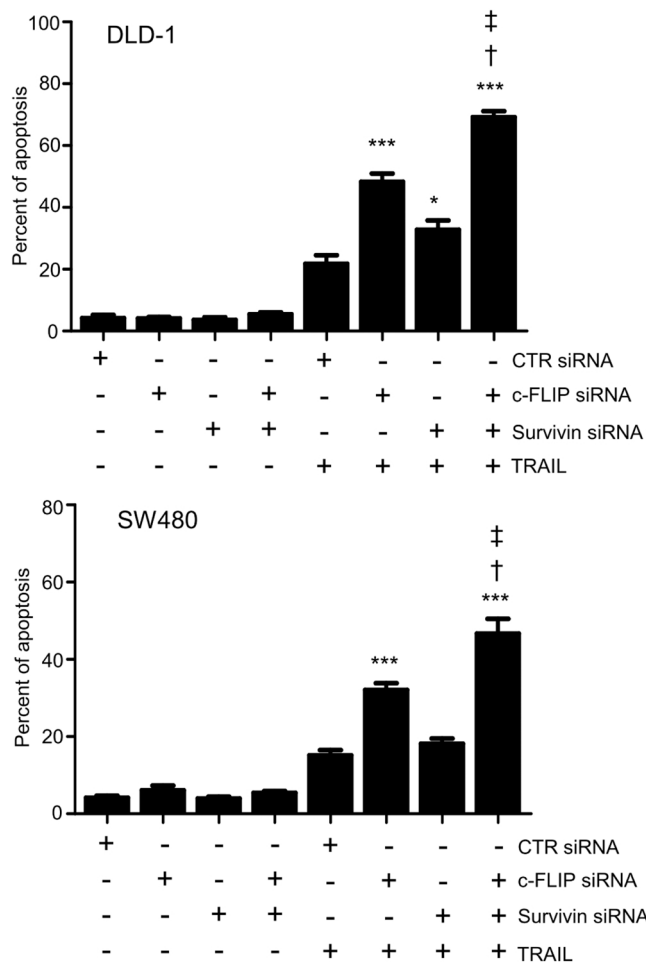 100
DLD-1
‡
†
***
80
60
***
*
40
20
0
Percent of apoptosis
+ - - - + - - - CTR siRNA
- + - + - + - + c-FLIP siRNA
- - + + - - + + Survivin siRNA
- - - - + + + + TRAIL
80
SW480
‡
†
***
60
***
40
20
0
Percent of apoptosis
+ - - - + - - - CTR siRNA
- + - + - + - + c-FLIP siRNA
- - + + - - + + Survivin siRNA
- - - - + + + + TRAIL